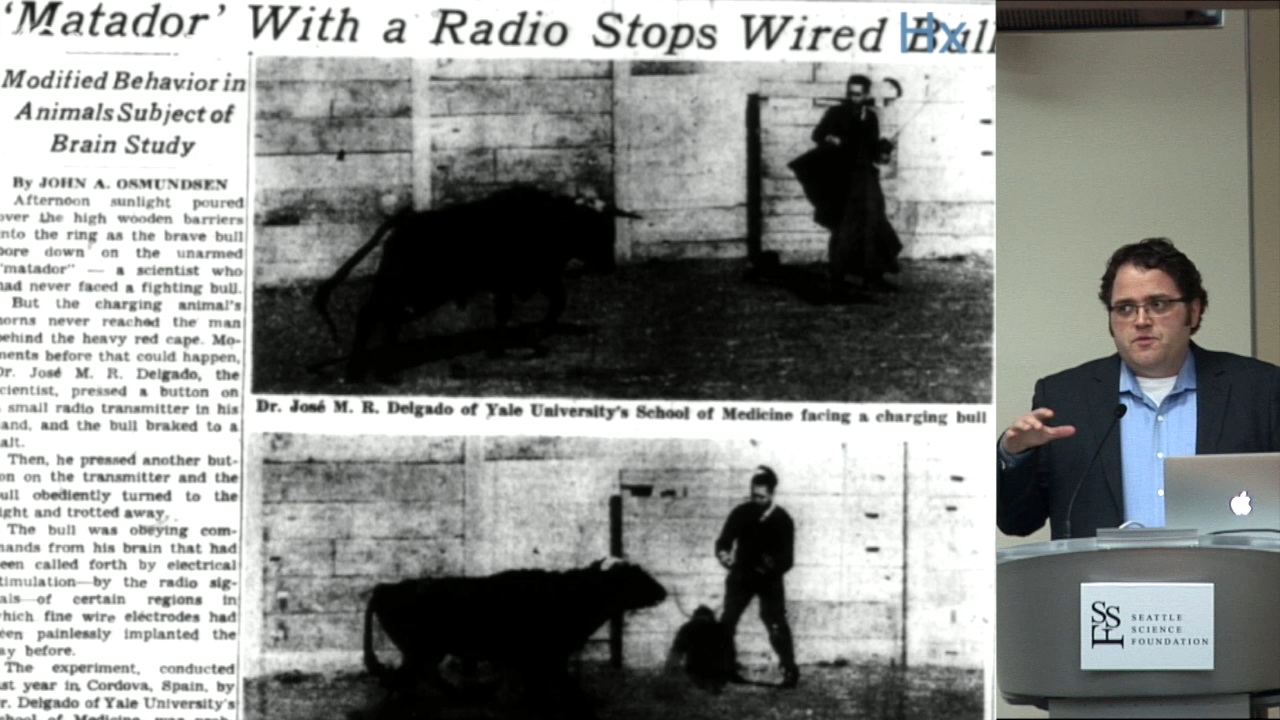 'Matador' With a Radio Stops Wired Bull
Hx
Modified Behavior in
Animals Subject of
Brain Study
By JOHN A. OSMUNDSEN
Afternoon sunlight poured
over the high wooden barriers
into the ring as the brave bull
bore down on the unarmed
"matador" — a scientist who
had never faced a fighting bull.
But the charging animal's
horns never reached the man
behind the heavy red cape. Mo-
ments before that could happen,
Dr. José M. R. Delgado, the
scientist, pressed a button on
small radio transmitter in his
hand, and the bull braked to a
halt.
Then, he pressed another but-
ton on the transmitter and the
bull obediently turned to the
right and trotted away.
The bull was obeying com-
mands from his brain that had
been called forth by electrical
stimulation—by the radio sig-
nals—of certain regions in
which fine wire electrodes had
been painlessly implanted the
day before.
The experiment, conducted
last year in Cordova, Spain, by
Dr. Delgado of Yale University's
School of Medicine, was
Dr. José M. R. Delgado of Yale University's School of Medicine facing a charging bull
SSF
SEATTLE
SCIENCE
FOUNDATION